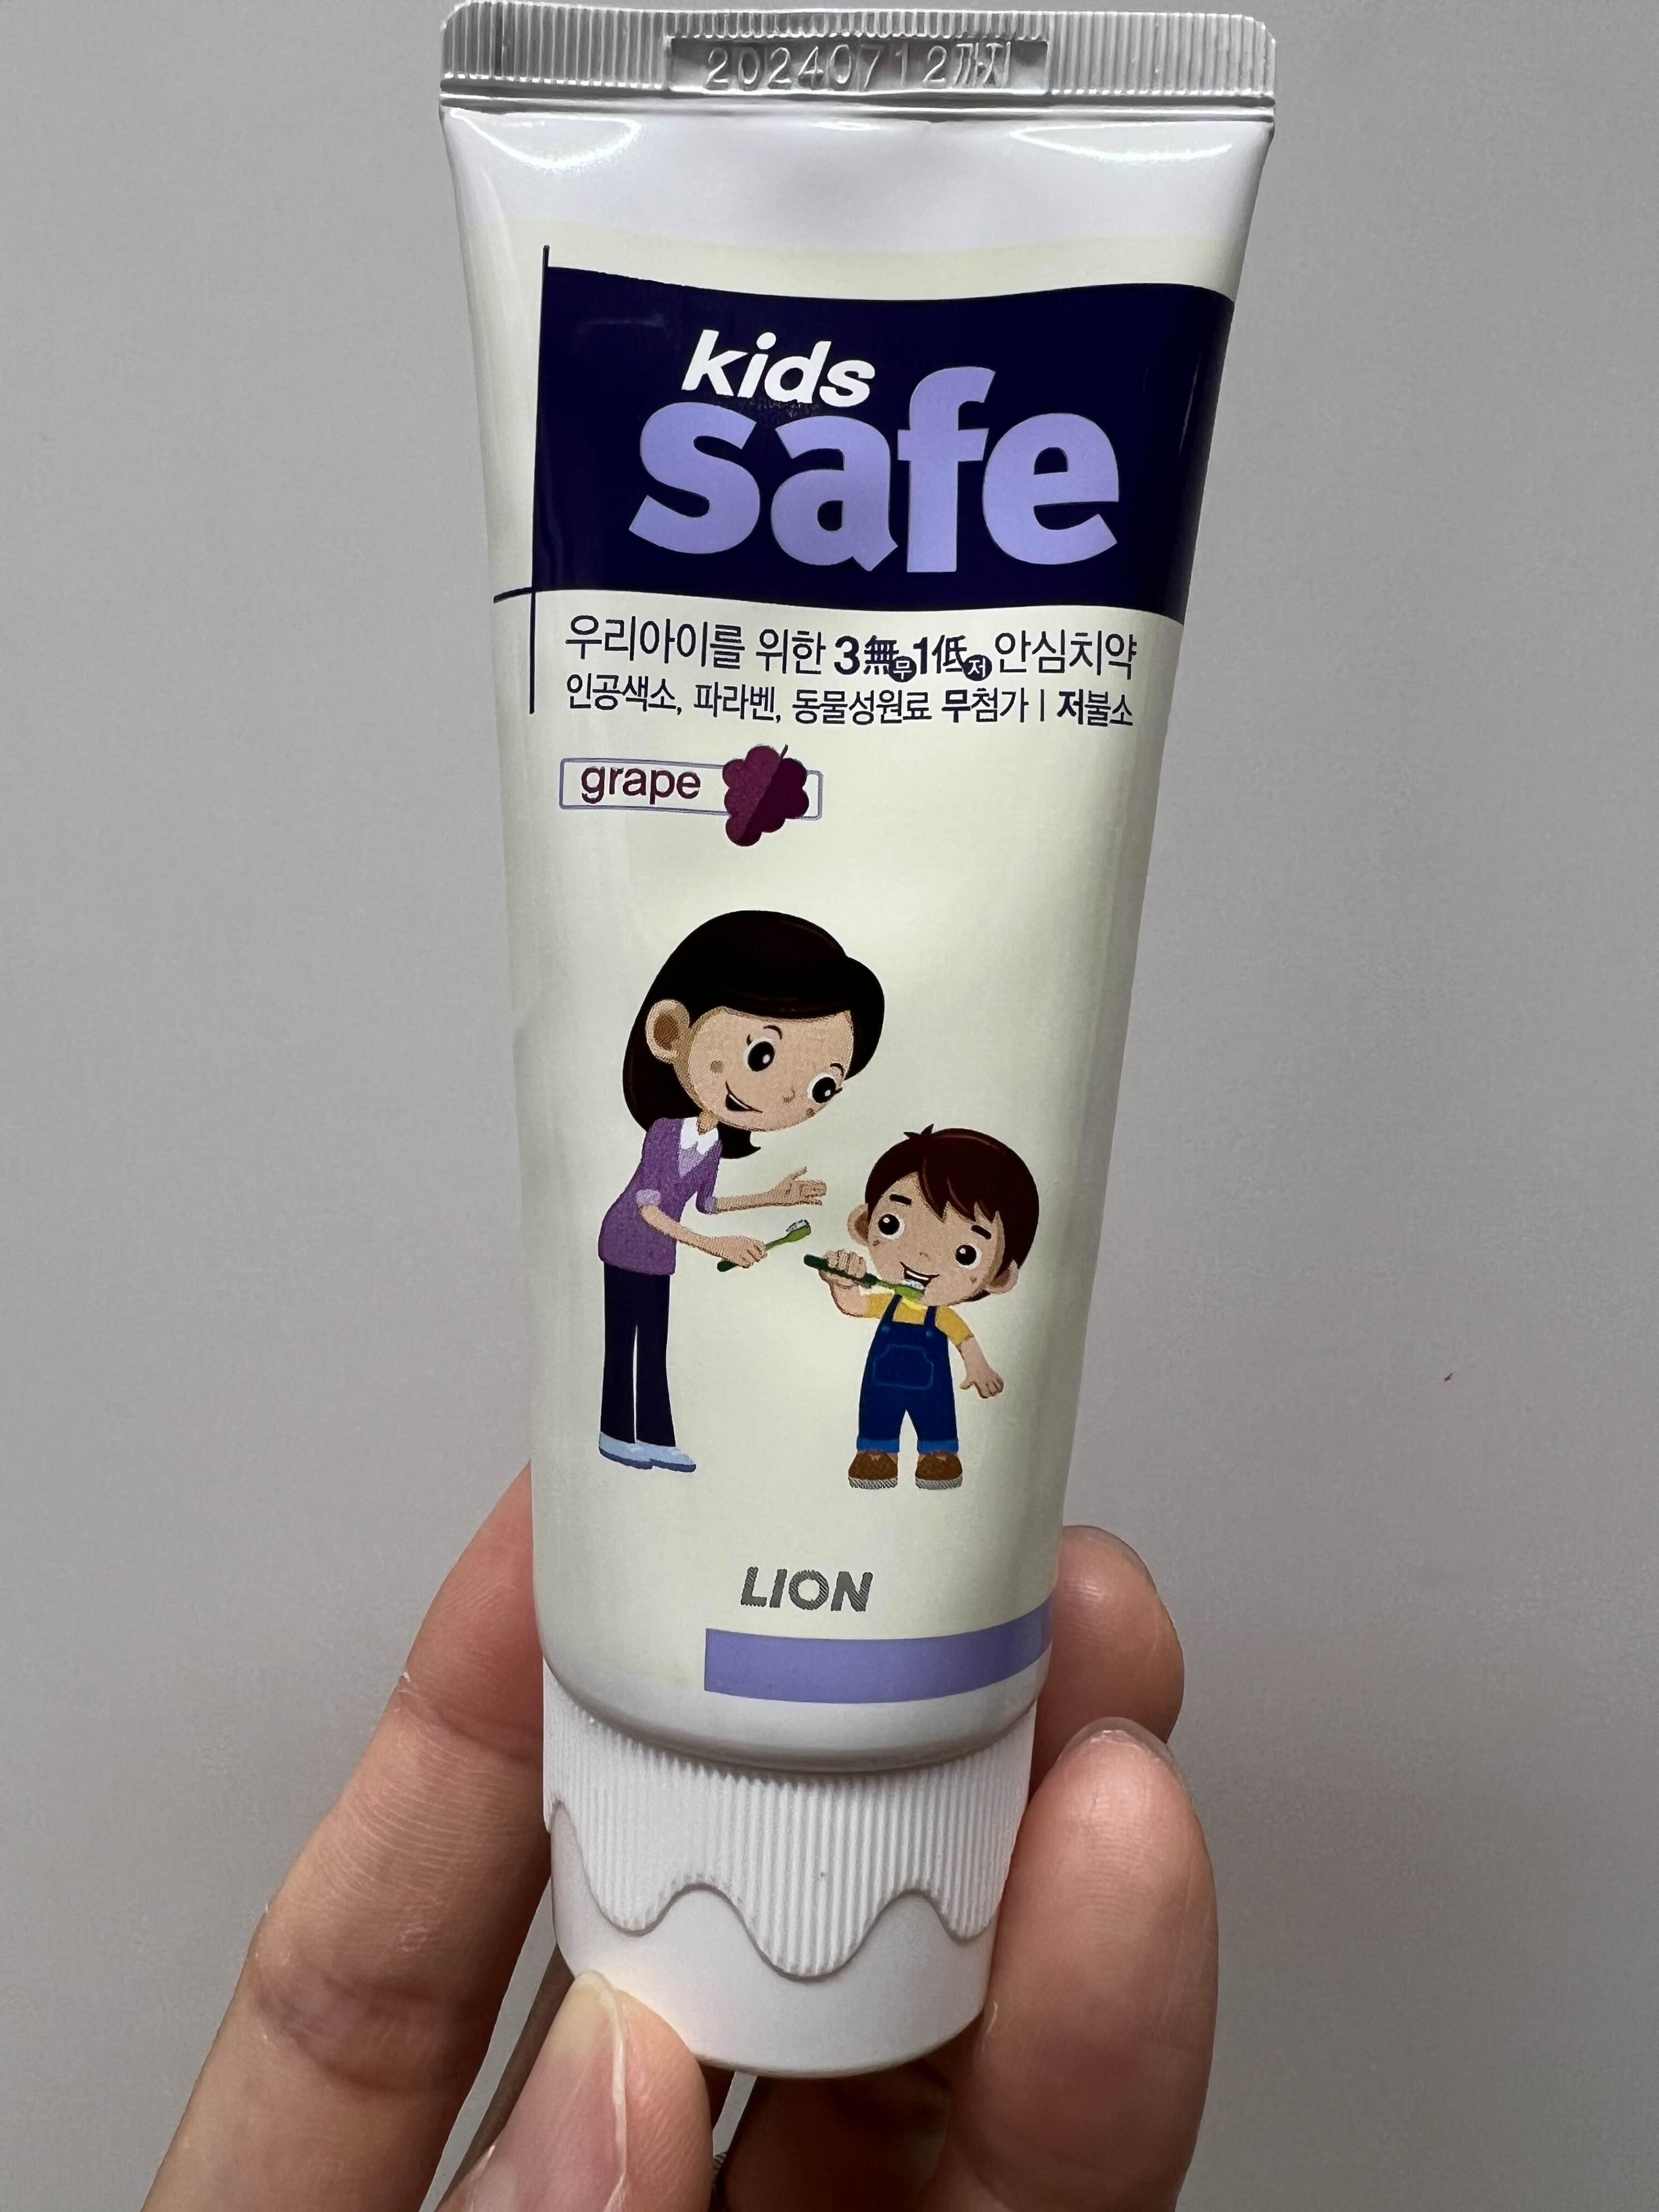 20240712까지
kids
safe
우리아이를 위한 3無무1低저 안심치약
인공색소, 파라벤, 동물성원료 무첨가 | 저불소
grape
LION